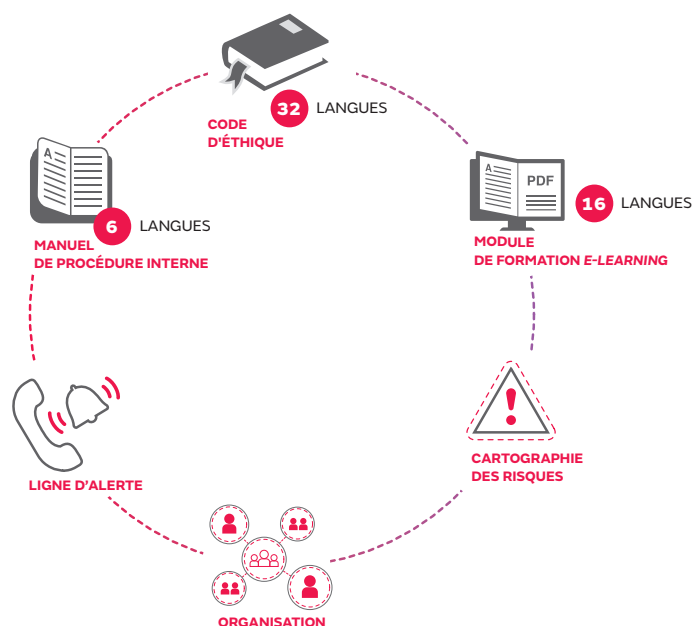 32 LANGUES
CODE
D'ÉTHIQUE
A
6 LANGUES
MANUEL
DE PROCÉDURE INTERNE
A
PDF
16 LANGUES
MODULE
DE FORMATION E-LEARNING
!
CARTOGRAPHIE
DES RISQUES
LIGNE D’ALERTE
ORGANISATION